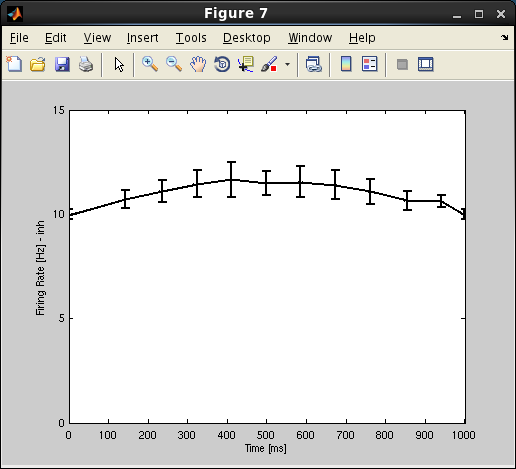 Figure 7
File Edit View Insert Tools Desktop Window Help
15
10
5
0
Firing Rate [Hz] - inh
0 100 200 300 400 500 600 700 800 900 1000
Time [ms]